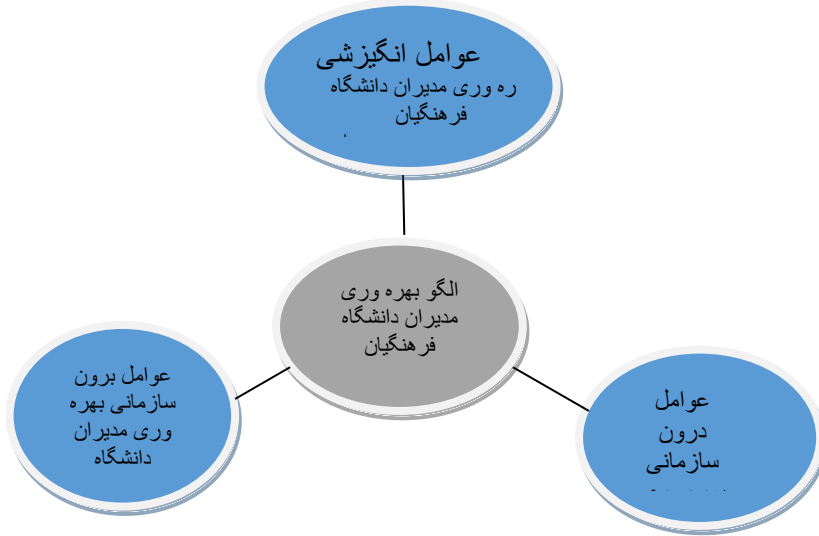 عوامل انگیزشی
ره وری مدیران دانشگاه
فرهنگیان
الگو بهره وری
مدیران دانشگاه
فرهنگیان
عوامل برون
سازمانی بهره
وری مدیران
دانشگاه
عوامل
درون
سازمانی